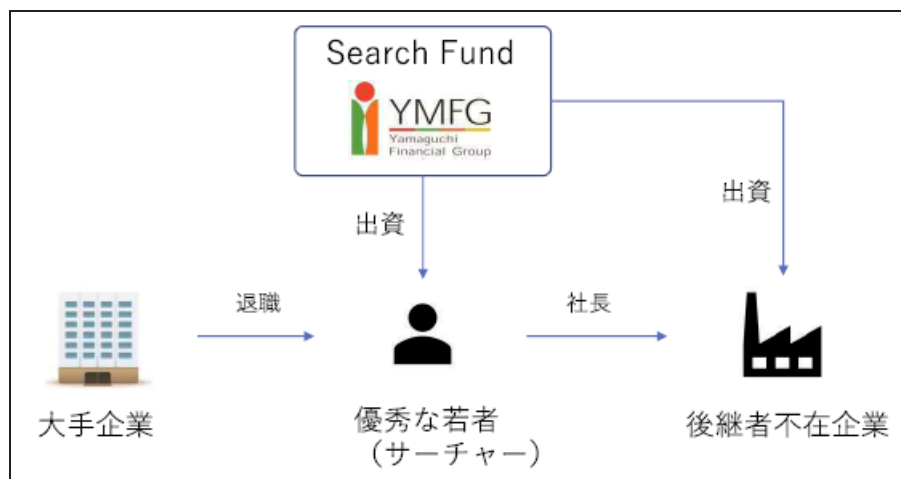 Search Fund
YMFG
Yamaguchi
Financial Group
出資
出資
退職
社長
大手企業
優秀な若者
（サーチャー）
後継者不在企業